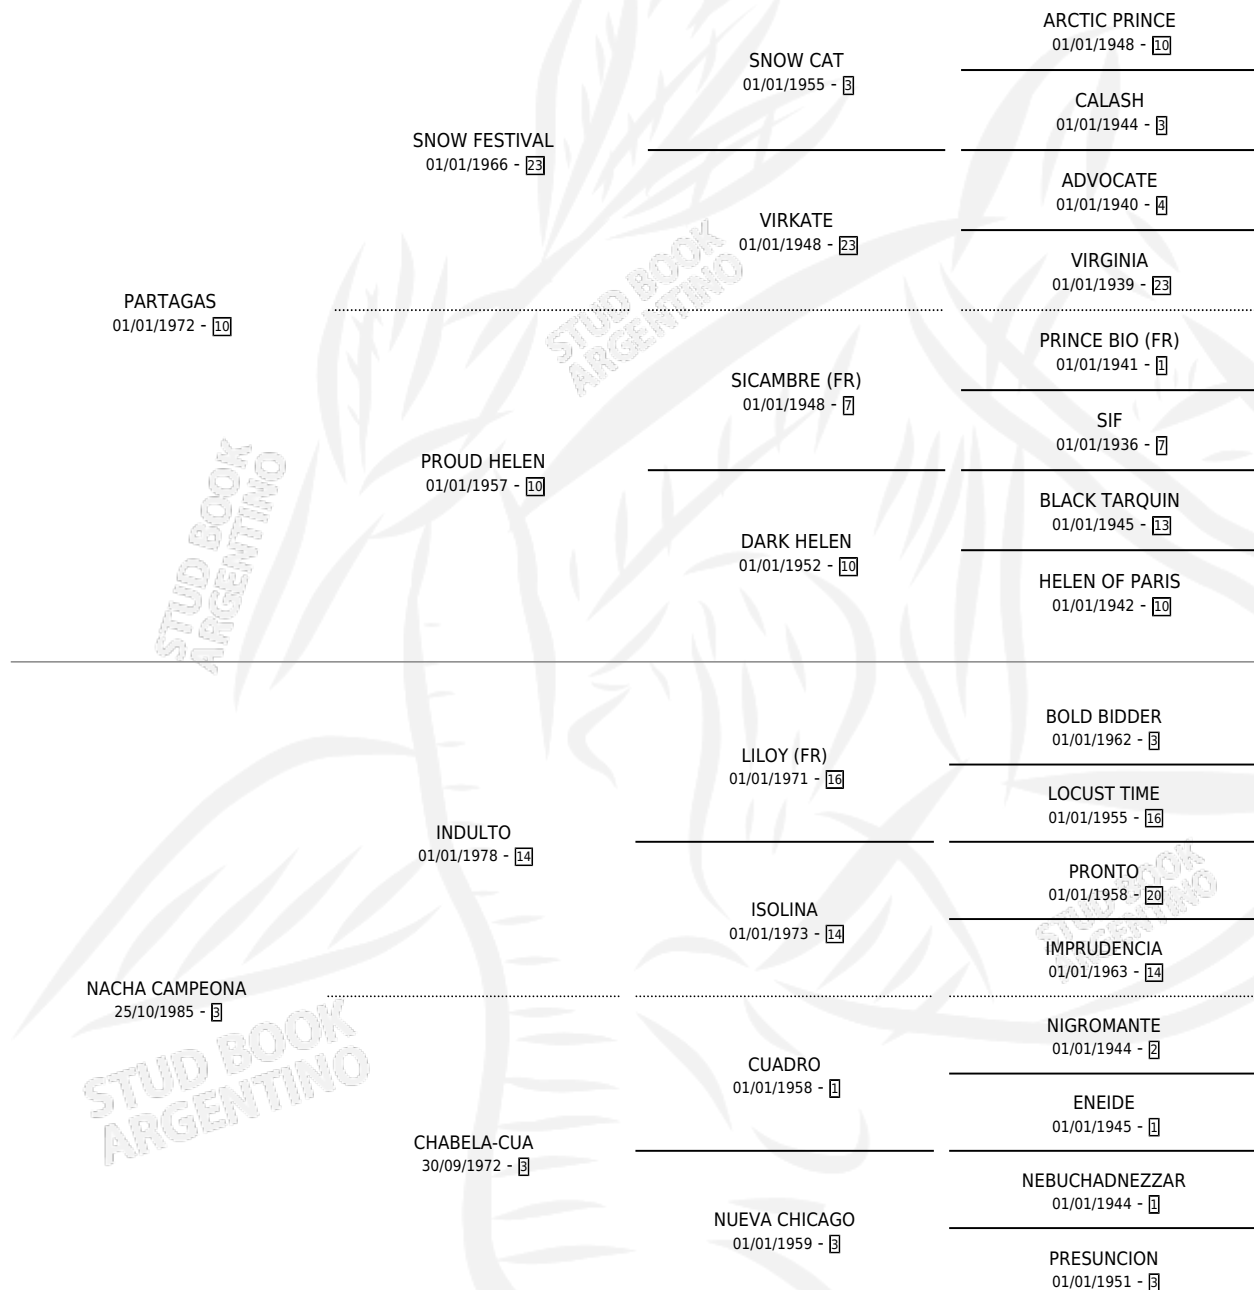 ARCTIC PRINCE
01/01/1948 - 10
SNOW CAT
01/01/1955 - 3
CALASH
01/01/1944 - 3
SNOW FESTIVAL
01/01/1966 - 23
ADVOCATE
01/01/1940 - 4
VIRKATE
01/01/1948 - 23
VIRGINIA
01/01/1939 - 23
PARTAGAS
01/01/1972 - 10
PRINCE BIO (FR)
01/01/1941 - 1
SICAMBRE (FR)
01/01/1948 - 7
SIF
01/01/1936 - 7
PROUD HELEN
01/01/1957 - 10
BLACK TARQUIN
01/01/1945 - 13
DARK HELEN
01/01/1952 - 10
HELEN OF PARIS
01/01/1942 - 10
BOLD BIDDER
01/01/1962 - 3
LILOY (FR)
01/01/1971 - 16
LOCUST TIME
01/01/1955 - 16
INDULTO
01/01/1978 - 14
PRONTO
01/01/1958 - 20
ISOLINA
01/01/1973 - 14
IMPRUDENCIA
01/01/1963 - 14
NACHA CAMPEONA
25/10/1985 - 3
NIGROMANTE
01/01/1944 - 2
CUADRO
01/01/1958 - 1
ENEIDE
01/01/1945 - 1
CHABELA-CUA
30/09/1972 - 3
NEBUCHADNEZZAR
01/01/1944 - 1
NUEVA CHICAGO
01/01/1959 - 3
PRESUNCION
01/01/1951 - 3
STUD BOOK
ARGENTINO
STUD BOOK
ARGENTINO
STUD BOOK
ARGENTINO
STUD BOOK
ARGENTINO